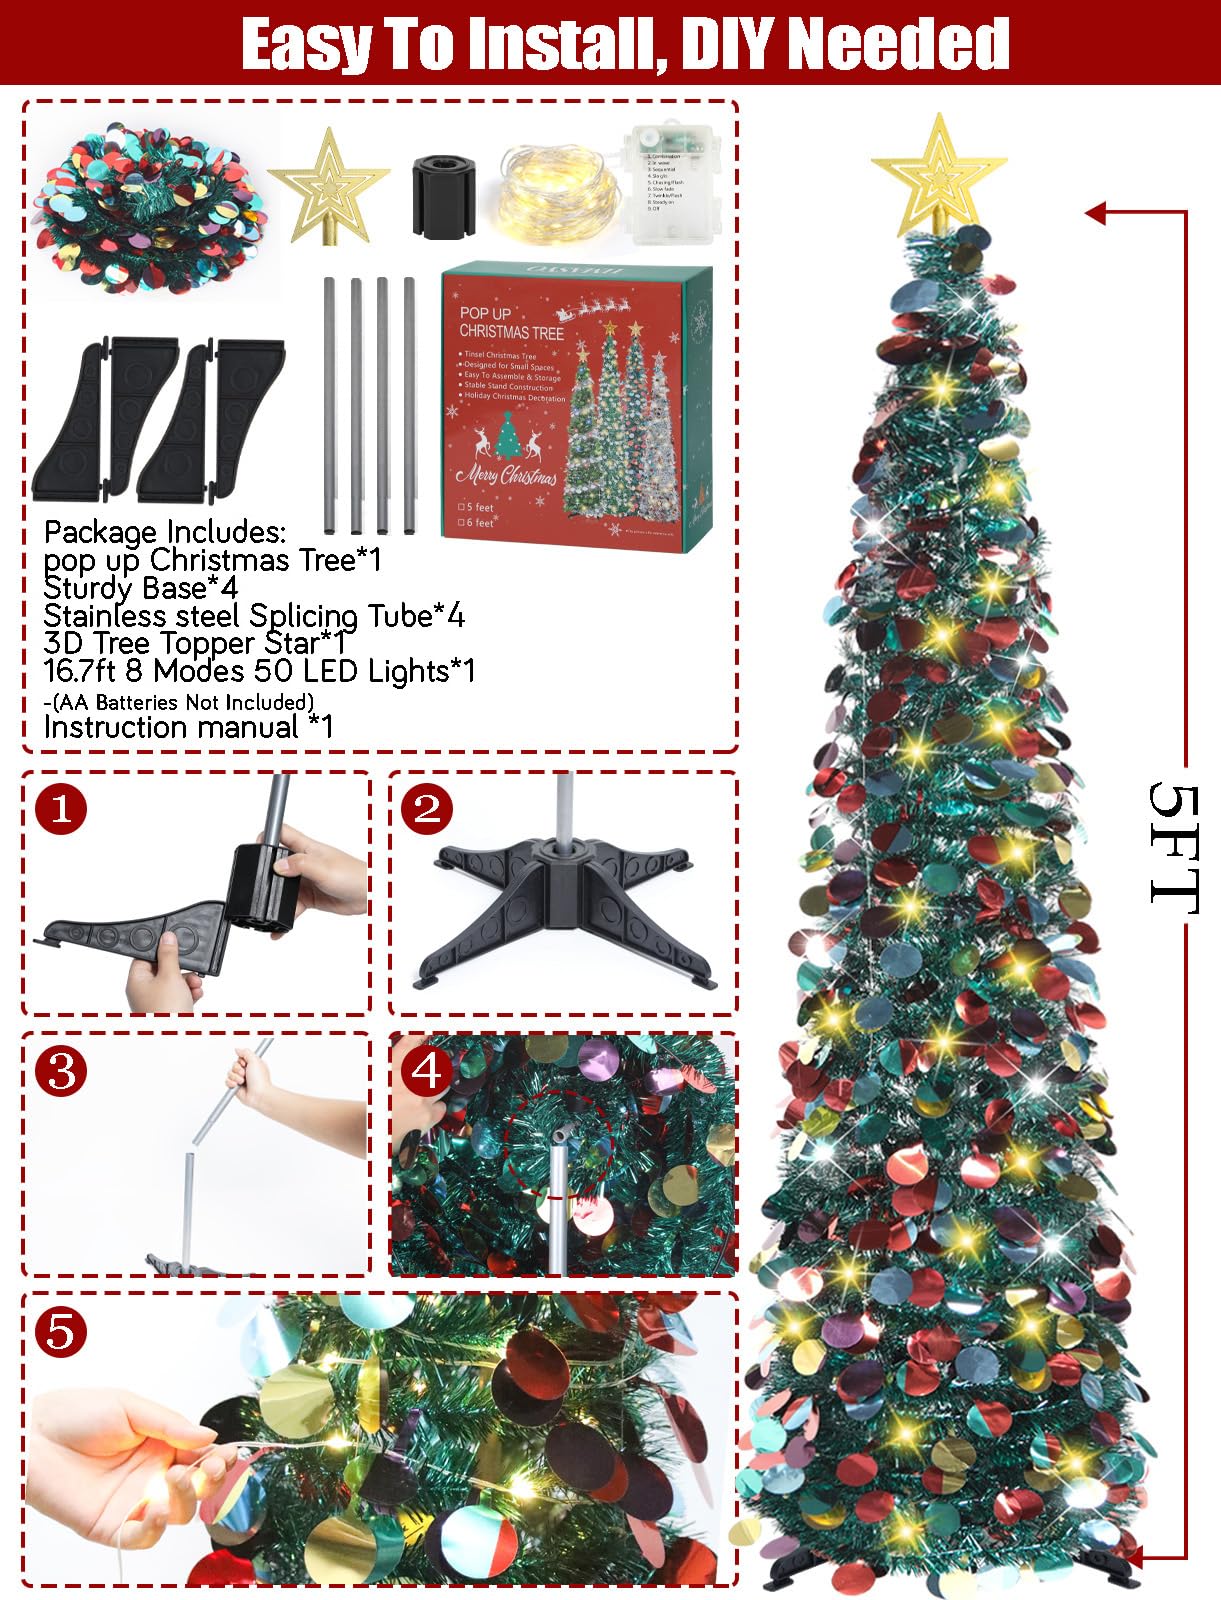 Easy To Install, DIY Needed
1. Combination
2. In wave
3. Sequential
4. Slo glo
5. Chasing/Flash
6. Slow fade
7. Twinkle/Flash
8. Steady on
9. Off
POP UP
CHRISTMAS TREE
• Tinsel Christmas Tree
• Designed for Small Spaces
• Easy To Assemble & Storage
• Stable Stand Construction
• Holiday Christmas Decoration
Merry Christmas
5 feet
6 feet
Package Includes:
pop up Christmas Tree*1
Sturdy Base*4
Stainless steel Splicing Tube*4
3D Tree Topper Star*1
16.7ft 8 Modes 50 LED Lights*1
-(AA Batteries Not Included)
Instruction manual *1
1
2
3
4
5
5FT